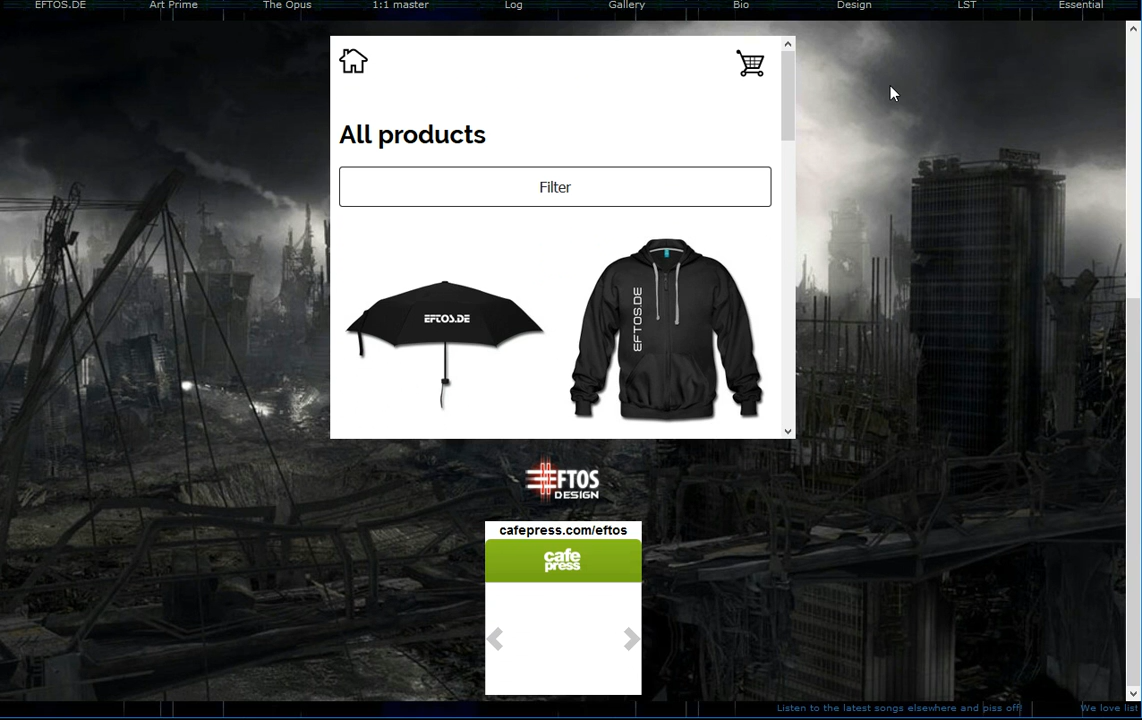 EFTOS.DE Art Prime The Opus 1:1 master Log Gallery Bio Design LST Essential
All products
Filter
EFTOS.DE
EFTOS.DE
EFTOS
DESIGN
cafepress.com/eftos
cafe
press
Listen to the latest songs elsewhere and piss off! We love list